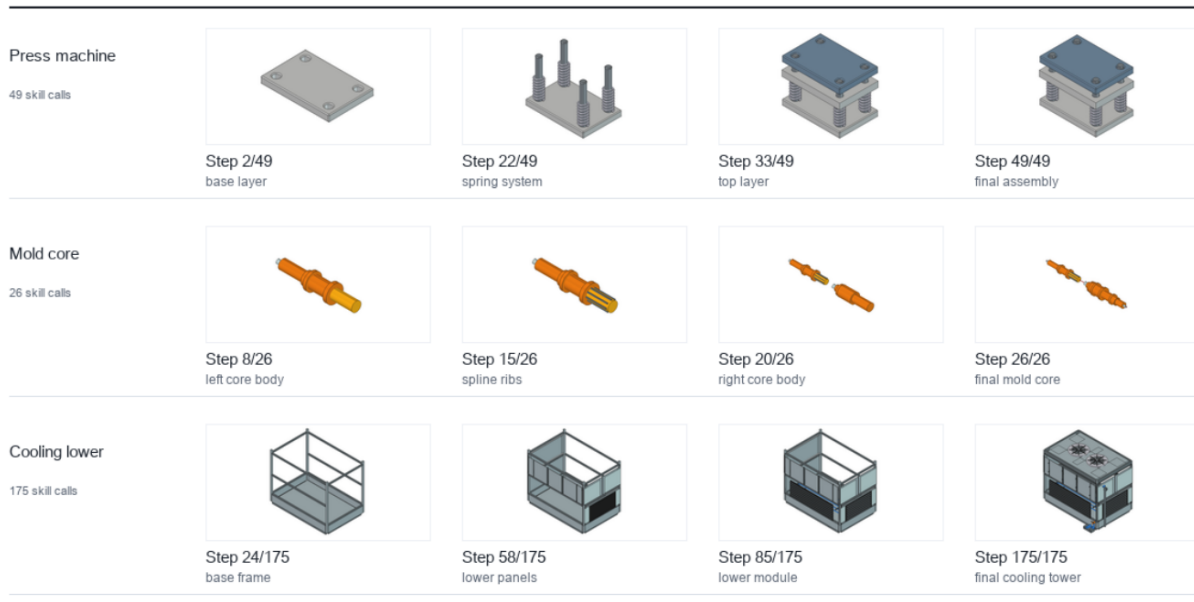 Press machine
49 skill calls
Step 2/49
base layer
Step 22/49
spring system
Step 33/49
top layer
Step 49/49
final assembly
Mold core
26 skill calls
Step 8/26
left core body
Step 15/26
spline ribs
Step 20/26
right core body
Step 26/26
final mold core
Cooling lower
175 skill calls
Step 24/175
base frame
Step 58/175
lower panels
Step 85/175
lower module
Step 175/175
final cooling tower